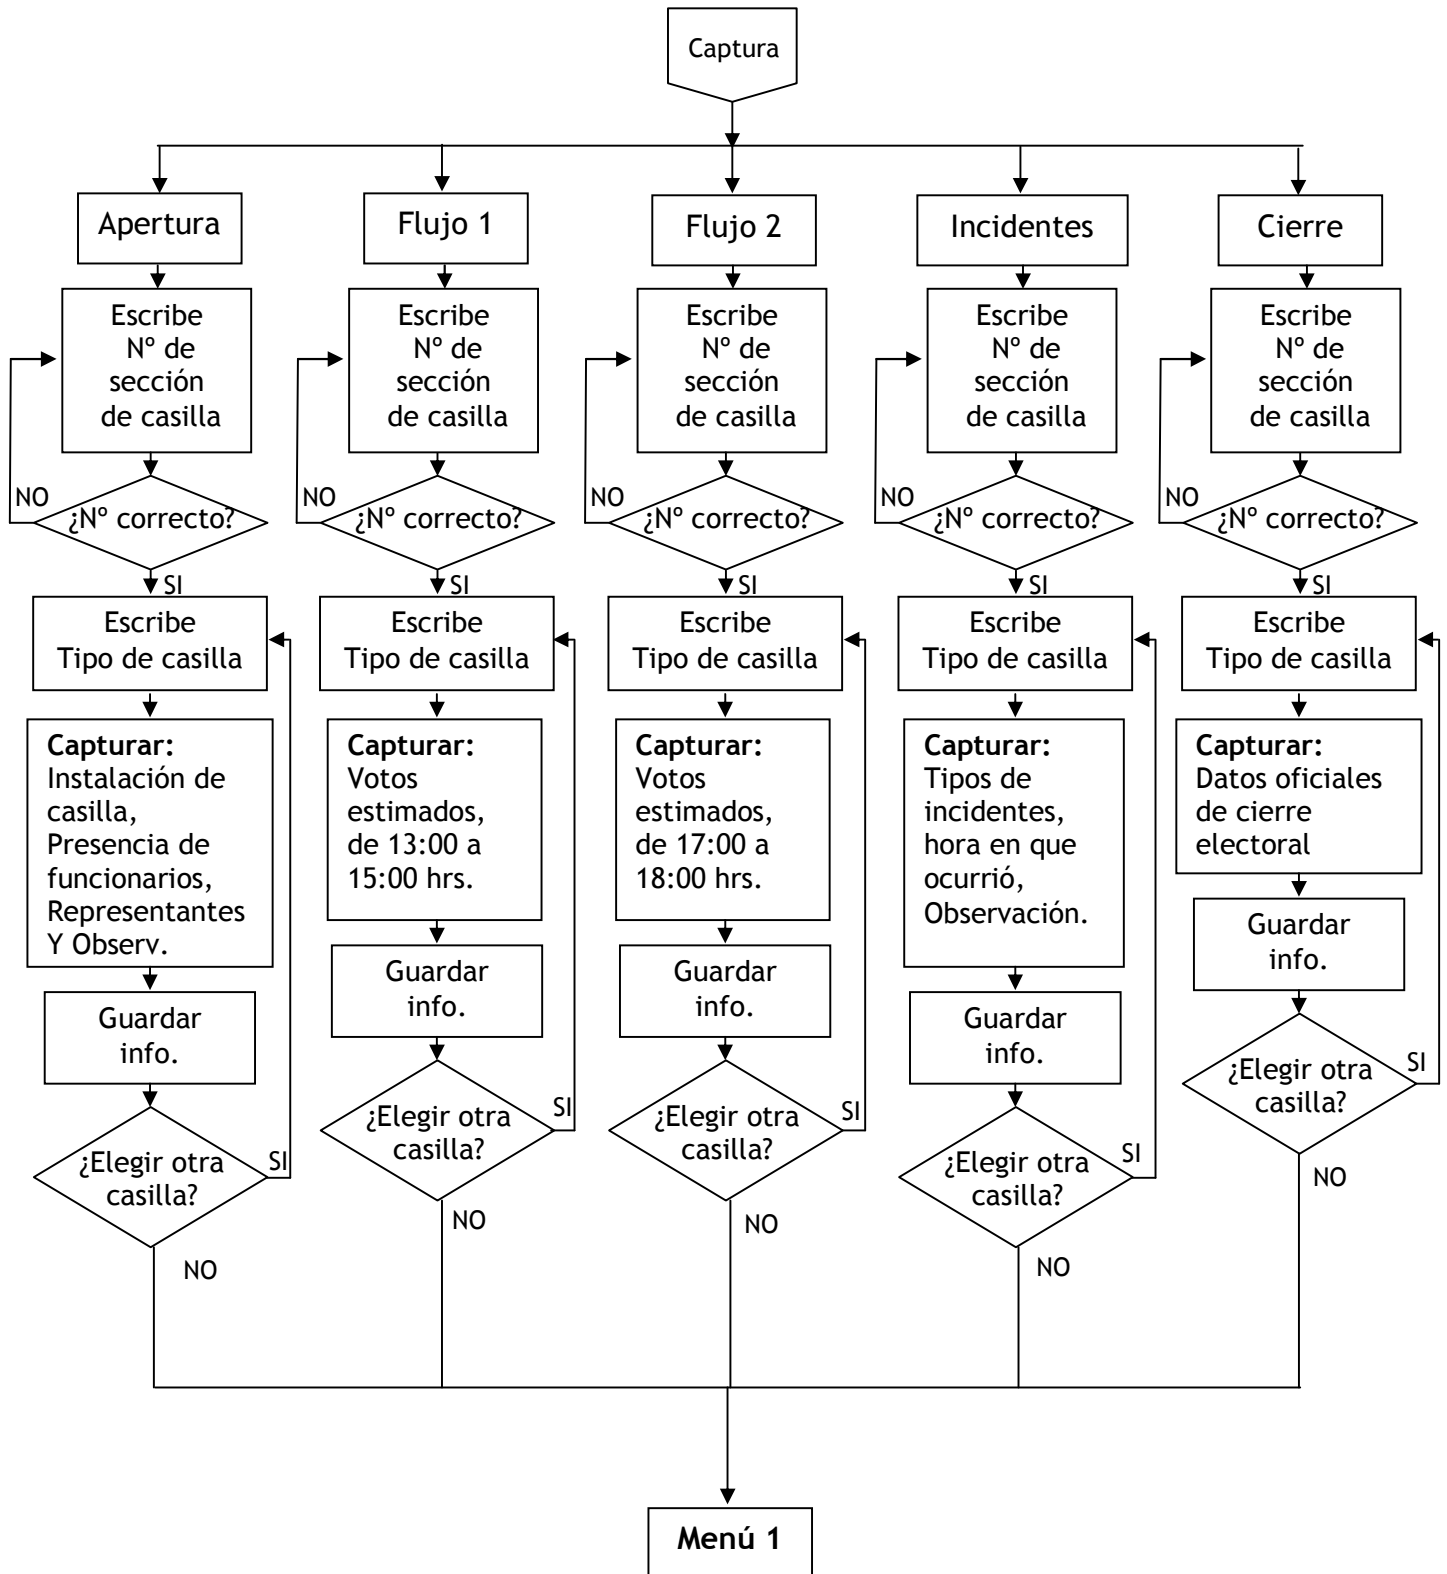 Captura
Apertura
Escribe
Nº de
sección
de casilla
NO
¿Nº correcto?
SI
Escribe
Tipo de casilla
Capturar:
Instalación de
casilla,
Presencia de
funcionarios,
Representantes
Y Observ.
Guardar
info.
¿Elegir otra
casilla?
SI
NO
Flujo 1
Escribe
Nº de
sección
de casilla
NO
¿Nº correcto?
SI
Escribe
Tipo de casilla
Capturar:
Votos
estimados,
de 13:00 a
15:00 hrs.
Guardar
info.
¿Elegir otra
casilla?
SI
NO
Flujo 2
Escribe
Nº de
sección
de casilla
NO
¿Nº correcto?
SI
Escribe
Tipo de casilla
Capturar:
Votos
estimados,
de 17:00 a
18:00 hrs.
Guardar
info.
¿Elegir otra
casilla?
SI
NO
Incidentes
Escribe
Nº de
sección
de casilla
NO
¿Nº correcto?
SI
Escribe
Tipo de casilla
Capturar:
Tipos de
incidentes,
hora en que
ocurrió,
Observación.
Guardar
info.
¿Elegir otra
casilla?
SI
NO
Cierre
Escribe
Nº de
sección
de casilla
NO
¿Nº correcto?
SI
Escribe
Tipo de casilla
Capturar:
Datos oficiales
de cierre
electoral
Guardar
info.
¿Elegir otra
casilla?
SI
NO
Menú 1